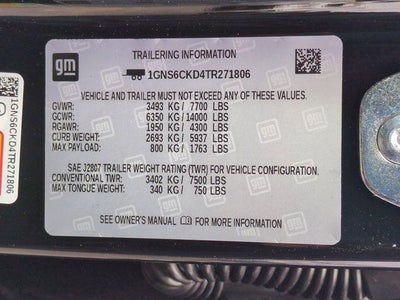 gm
TRAILERING INFORMATION
1GNS6CKD4TR271806
VEHICLE AND TRAILER MUST NOT EXCEED ANY OF THESE VALUES.
GVWR: 3493 KG / 7700 LBS
GCWR: 6350 KG / 14000 LBS
RGAWR: 1950 KG / 4300 LBS
CURB WEIGHT: 2693 KG / 5937 LBS
MAX PAYLOAD: 800 KG / 1763 LBS
SAE J2807 TRAILER WEIGHT RATING (TWR) FOR VEHICLE CONFIGURATION.
CONVENTIONAL TWR: 3402 KG / 7500 LBS
MAXIMUM TONGUE WEIGHT: 340 KG / 750 LBS
SEE OWNER'S MANUAL FOR MORE INFORMATION
1GNS6CKD4TR271806